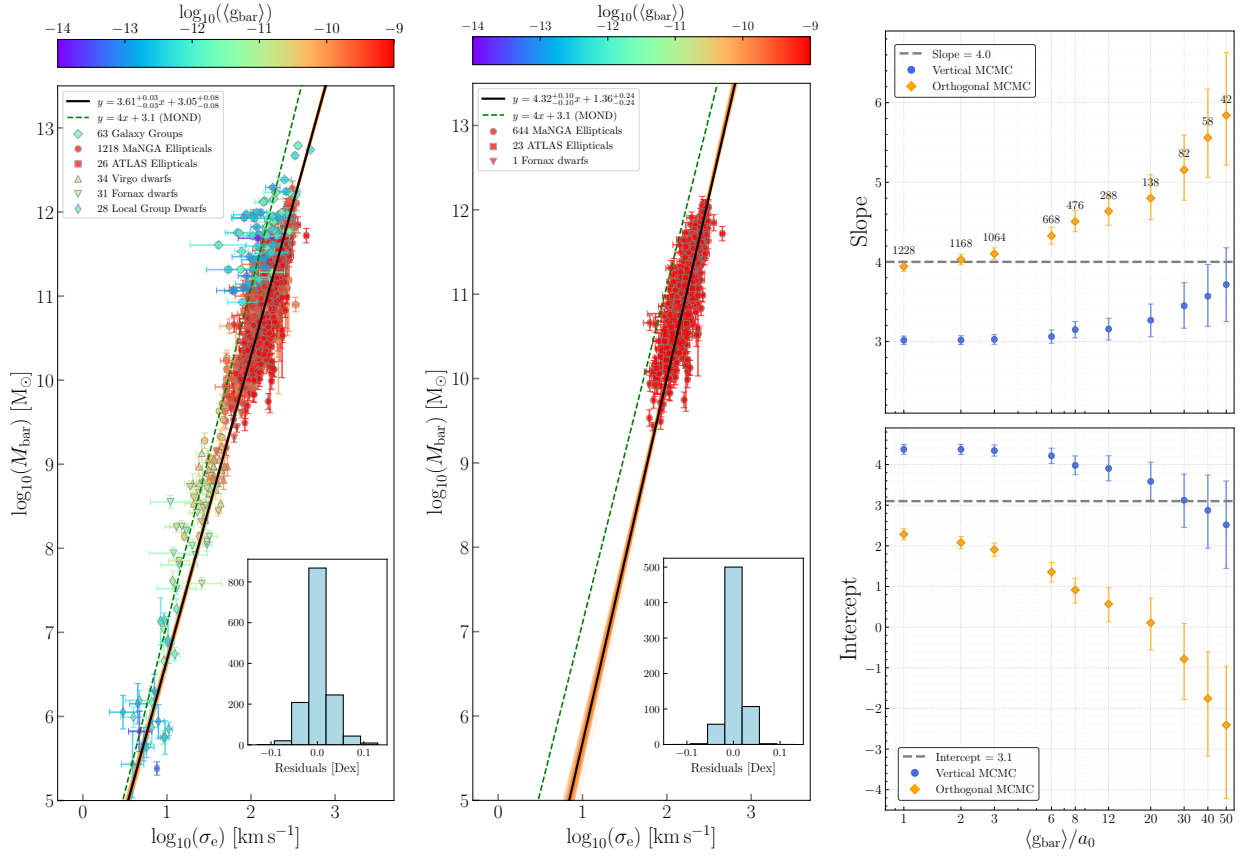 log₁₀(⟨g_bar⟩)
−14 −13 −12 −11 −10 −9
y = 3.61^{+0.03}_{−0.03}x + 3.05^{+0.08}_{−0.08}
y = 4x + 3.1 (MOND)
63 Galaxy Groups
1218 MaNGA Ellipticals
26 ATLAS Ellipticals
34 Virgo dwarfs
31 Fornax dwarfs
28 Local Group Dwarfs
13
12
11
10
9
8
7
6
5
log₁₀(M_bar) [M⊙]
800
600
400
200
0
−0.1 0.0 0.1
Residuals [Dex]
0 1 2 3
log₁₀(σₑ) [km s⁻¹]
log₁₀(⟨g_bar⟩)
−14 −13 −12 −11 −10 −9
y = 4.32^{+0.10}_{−0.10}x + 1.36^{+0.24}_{−0.24}
y = 4x + 3.1 (MOND)
644 MaNGA Ellipticals
23 ATLAS Ellipticals
1 Fornax dwarfs
13
12
11
10
9
8
7
6
5
log₁₀(M_bar) [M⊙]
500
400
300
200
100
0
−0.1 0.0 0.1
Residuals [Dex]
0 1 2 3
log₁₀(σₑ) [km s⁻¹]
Slope = 4.0
Vertical MCMC
Orthogonal MCMC
6
5
4
3
Slope
1228 1168 1064 668 476 288 138 82 58 42
4
3
2
1
0
−1
−2
−3
−4
Intercept
Intercept = 3.1
Vertical MCMC
Orthogonal MCMC
1 2 3 6 8 12 20 30 40 50
⟨g_bar⟩/a₀